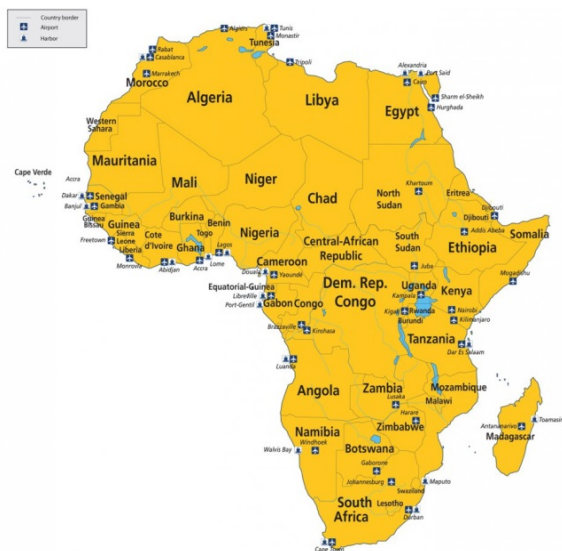 Country border
Airport
Harbor
Algiers
Tunis
Monastir
Tunesia
Rabat
Casablanca
Marrakech
Morocco
Tripoli
Alexandria
Port Said
Cairo
Sharm el-Sheikh
Hurghada
Algeria
Libya
Egypt
Western
Sahara
Mauritania
Mali
Niger
Chad
North
Sudan
Khartoum
Eritrea
Cape Verde
Accra
Dakar
Senegal
Banjul
Gambia
Guinea
Bissau
Guinea
Freetown
Sierra
Leone
Liberia
Monrovia
Cote
d'Ivoire
Abidjan
Burkina
Ghana
Accra
Togo
Benin
Lome
Lagos
Nigeria
Djibouti
Djibouti
Addis Abeba
Ethiopia
Somalia
South
Sudan
Juba
Central-African
Republic
Cameroon
Douala
Yaoundé
Equatorial-Guinea
Libreville
Port-Gentil
Gabon
Congo
Dem. Rep.
Congo
Uganda
Kampala
Kenya
Mogadishu
Kigali
Rwanda
Burundi
Nairobi
Kilimanjaro
Brazzaville
Kinshasa
Tanzania
Dar Es Salaam
Luanda
Angola
Zambia
Lusaka
Mozambique
Malawi
Harare
Zimbabwe
Namibia
Windhoek
Walvis Bay
Botswana
Gaborone
Johannesburg
Swaziland
Maputo
Antananarivo
Toamasin
Madagascar
South
Africa
Lesotho
Durban
Cape Town